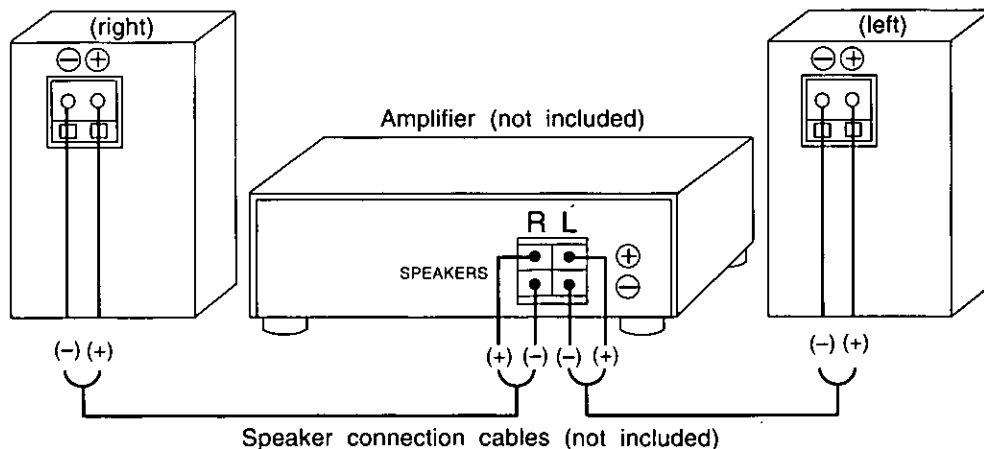 (right)
⊖ ⊕
(left)
⊖ ⊕
Amplifier (not included)
R L
SPEAKERS
⊕
⊖
(−) (+)
(+) (−) (−) (+)
(−) (+)
Speaker connection cables (not included)